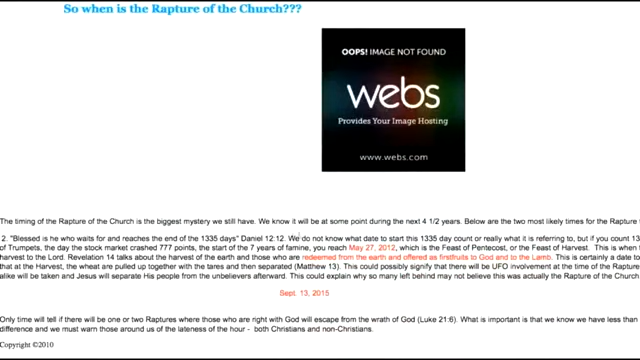 So when is the Rapture of the Church???
OOPS! IMAGE NOT FOUND
webs
Provides Your Image Hosting
www.webs.com
The timing of the Rapture of the Church is the biggest mystery we still have. We know it will be at some point during the next 4 1/2 years. Below are the two most likely times for the Rapture
2. "Blessed is he who waits for and reaches the end of the 1335 days" Daniel 12:12. We do not know what date to start this 1335 day count or really what it is referring to, but if you count 13
of Trumpets, the day the stock market crashed 777 points, the start of the 7 years of famine, you reach May 27, 2012, which is the Feast of Pentecost, or the Feast of Harvest. This is when
harvest to the Lord. Revelation 14 talks about the harvest of the earth and those who are redeemed from the earth and offered as firstfruits to God and to the Lamb. This is certainly a date to
that at the Harvest, the wheat are pulled up together with the tares and then separated (Matthew 13). This could possibly signify that there will be UFO involvement at the time of the Rapture
alike will be taken and Jesus will separate His people from the unbelievers afterward. This could explain why so many left behind may not believe this was actually the Rapture of the Church
Sept. 13, 2015
Only time will tell if there will be one or two Raptures where those who are right with God will escape from the wrath of God (Luke 21:6). What is important is that we know we have less than
difference and we must warn those around us of the lateness of the hour - both Christians and non-Christians.
Copyright ©2010